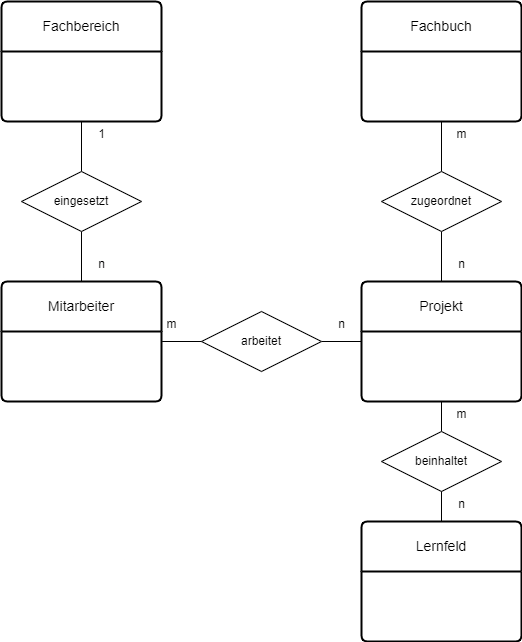 Fachbereich
Fachbuch
1
m
eingesetzt
zugeordnet
n
n
Mitarbeiter
Projekt
m
n
arbeitet
m
beinhaltet
n
Lernfeld